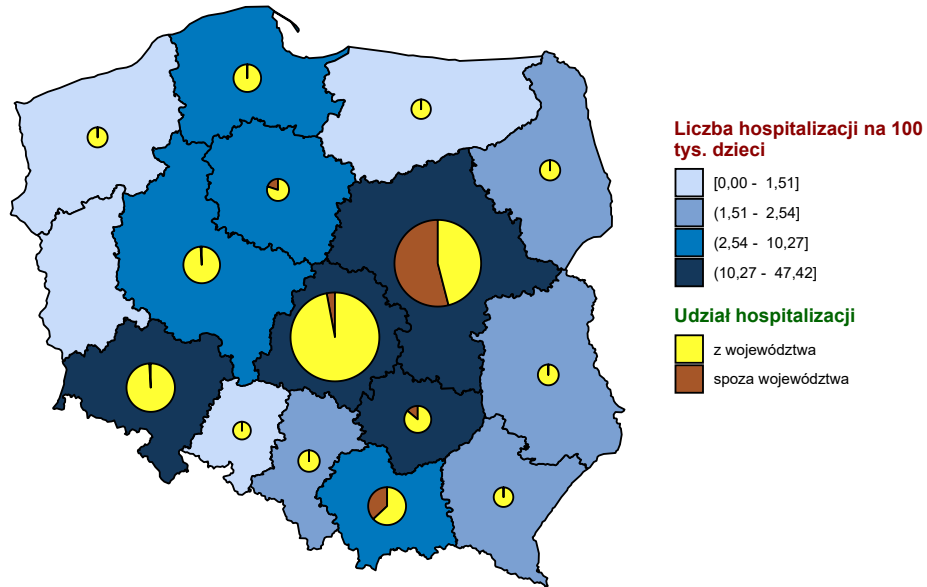 Liczba hospitalizacji na 100
tys. dzieci
[0,00 - 1,51]
(1,51 - 2,54]
(2,54 - 10,27]
(10,27 - 47,42]
Udział hospitalizacji
z województwa
spoza województwa